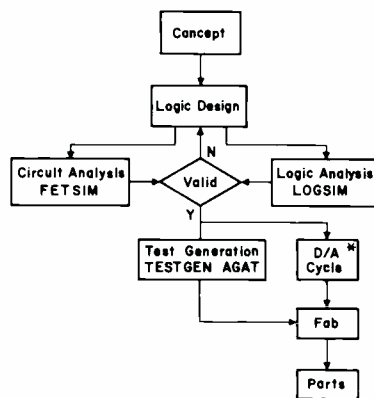 Concept
Logic Design
N
Circuit Analysis
FETSIM
Valid
Logic Analysis
LOGSIM
Y
Test Generation
TESTGEN AGAT
D/A *
Cycle
Fab
Parts